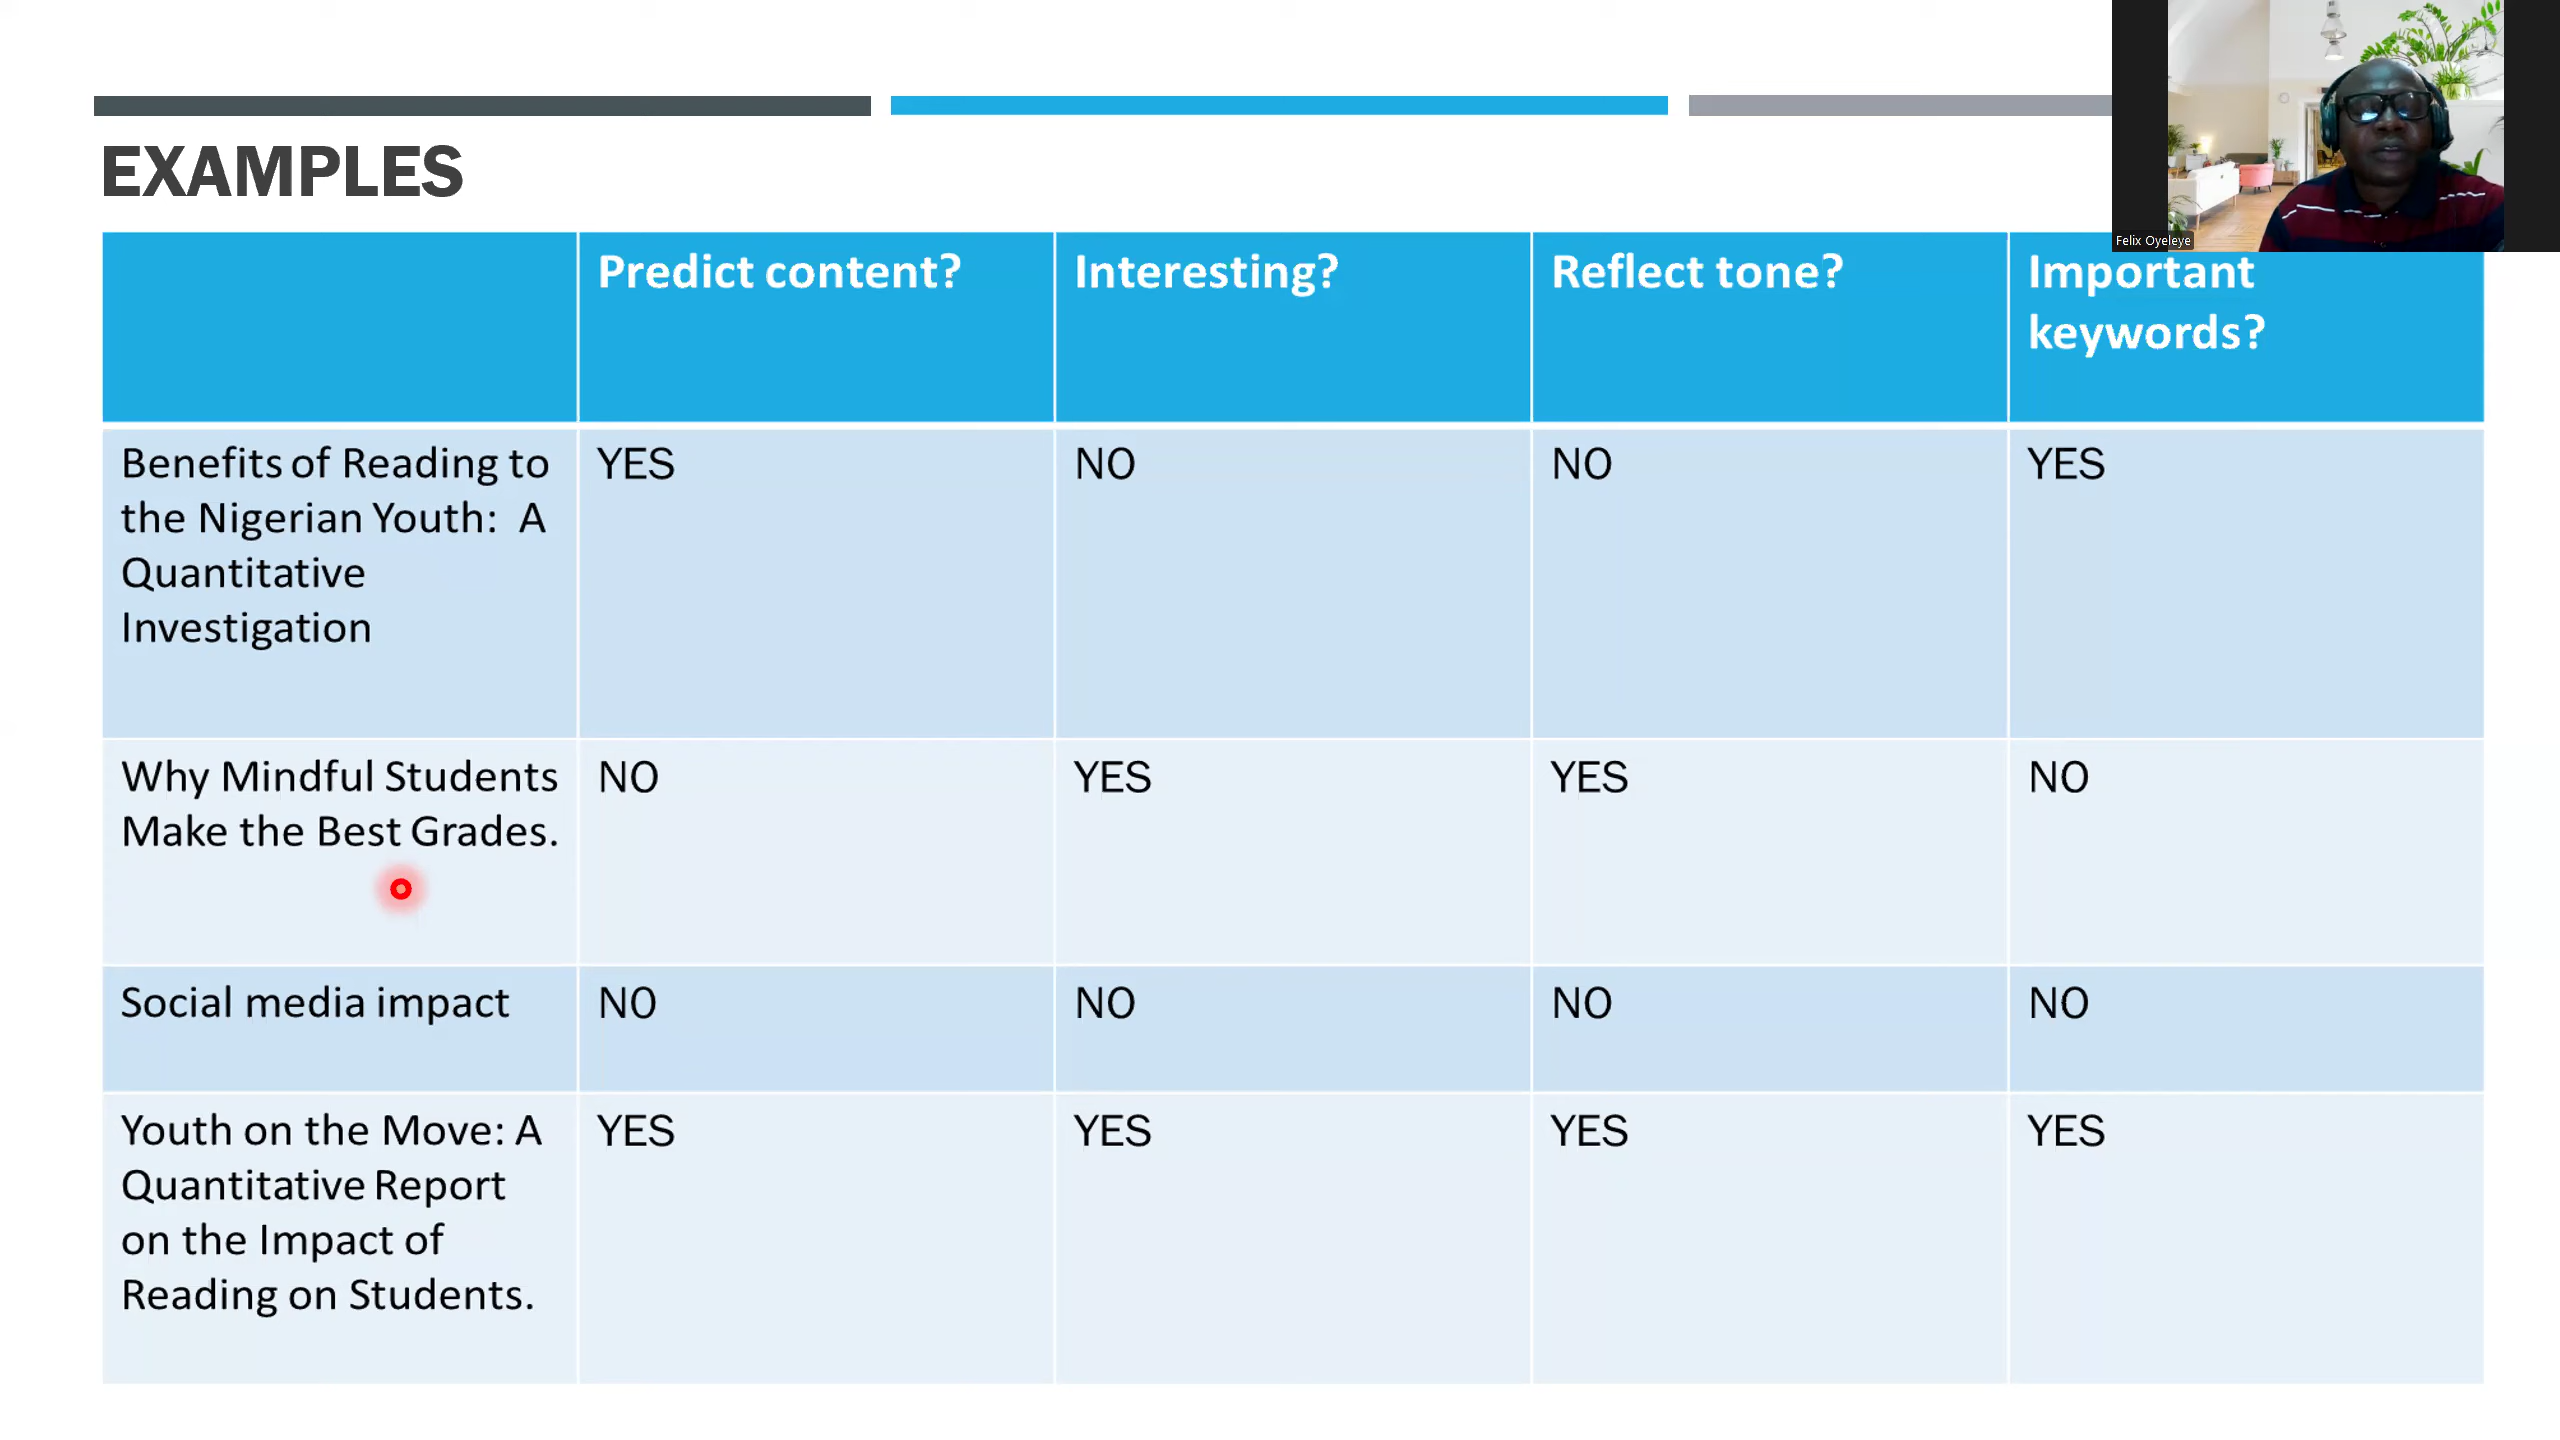 EXAMPLES
Felix Oyeleye
Predict content?
Interesting?
Reflect tone?
Important
keywords?
Benefits of Reading to
the Nigerian Youth:  A
Quantitative
Investigation
YES
NO
NO
YES
Why Mindful Students
Make the Best Grades.
NO
YES
YES
NO
Social media impact
NO
NO
NO
NO
Youth on the Move: A
Quantitative Report
on the Impact of
Reading on Students.
YES
YES
YES
YES